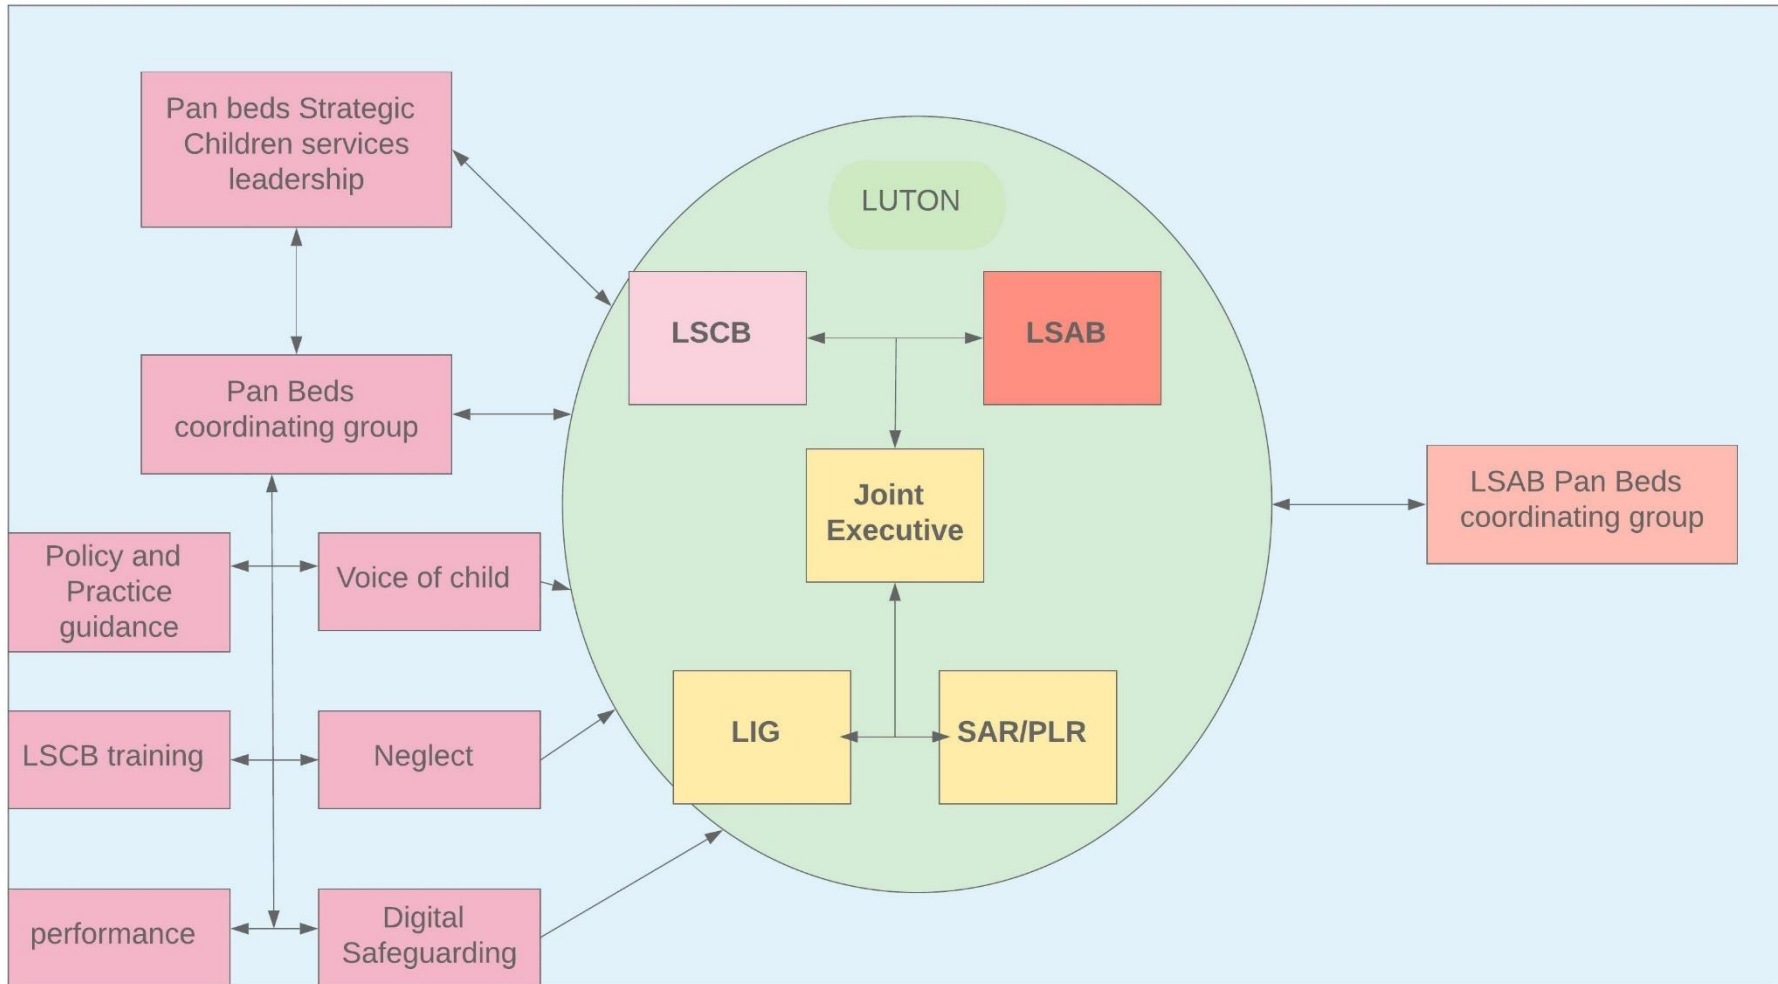 Pan beds Strategic
Children services
leadership
LUTON
LSCB
LSAB
Pan Beds
coordinating group
Joint
Executive
LSAB Pan Beds
coordinating group
Policy and
Practice
guidance
Voice of child
LIG
SAR/PLR
LSCB training
Neglect
performance
Digital
Safeguarding